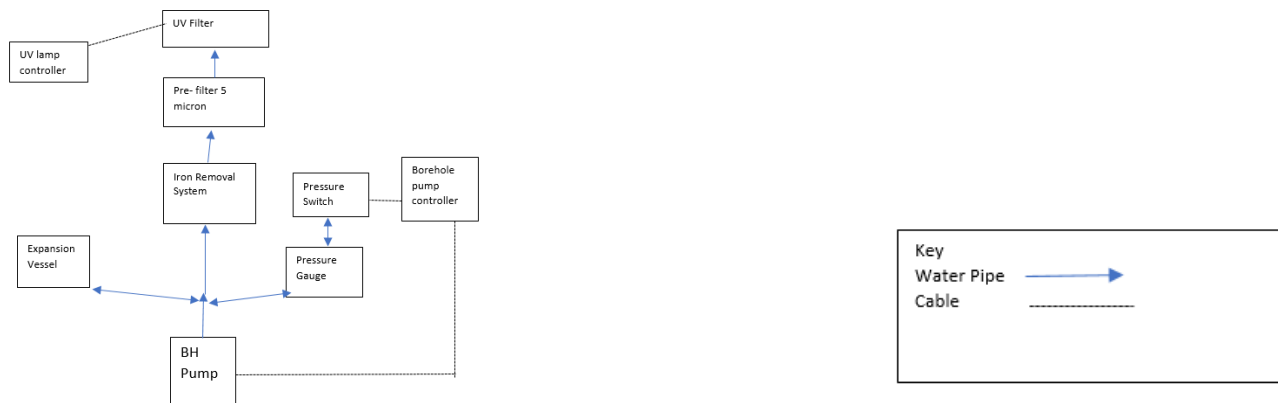 UV Filter
UV lamp
controller
Pre- filter 5
micron
Iron Removal
System
Pressure
Switch
Borehole
pump
controller
Expansion
Vessel
Pressure
Gauge
BH
Pump
Key
Water Pipe
Cable